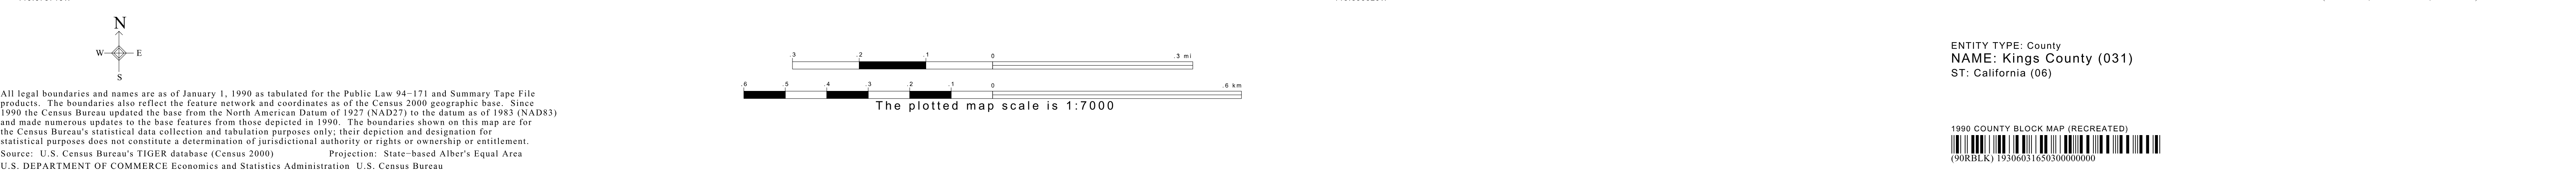 N
W E
S
All legal boundaries and names are as of January 1, 1990 as tabulated for the Public Law 94−171 and Summary Tape File
products.  The boundaries also reflect the feature network and coordinates as of the Census 2000 geographic base.  Since
1990 the Census Bureau updated the base from the North American Datum of 1927 (NAD27) to the datum as of 1983 (NAD83)
and made numerous updates to the base features from those depicted in 1990.  The boundaries shown on this map are for
the Census Bureau's statistical data collection and tabulation purposes only; their depiction and designation for
statistical purposes does not constitute a determination of jurisdictional authority or rights or ownership or entitlement.
Source:  U.S. Census Bureau's TIGER database (Census 2000) Projection:  State−based Alber's Equal Area
U.S. DEPARTMENT OF COMMERCE Economics and Statistics Administration  U.S. Census Bureau
.3 .2 .1 0 .3 mi
.6 .5 .4 .3 .2 .1 0 .6 km
The plotted map scale is 1:7000
ENTITY TYPE: County
NAME: Kings County (031)
ST: California (06)
1990 COUNTY BLOCK MAP (RECREATED)
(90RBLK) 19306031650300000000